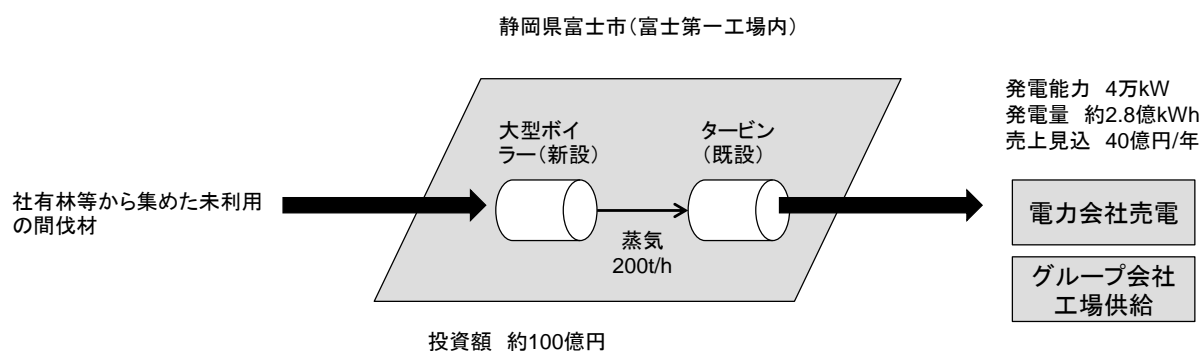 静岡県富士市(富士第一工場内)
発電能力 4万kW
発電量 約2.8億kWh
売上見込 40億円/年
大型ボイ
ラー(新設)
タービン
(既設)
社有林等から集めた未利用
の間伐材
蒸気
200t/h
電力会社売電
グループ会社
工場供給
投資額 約100億円